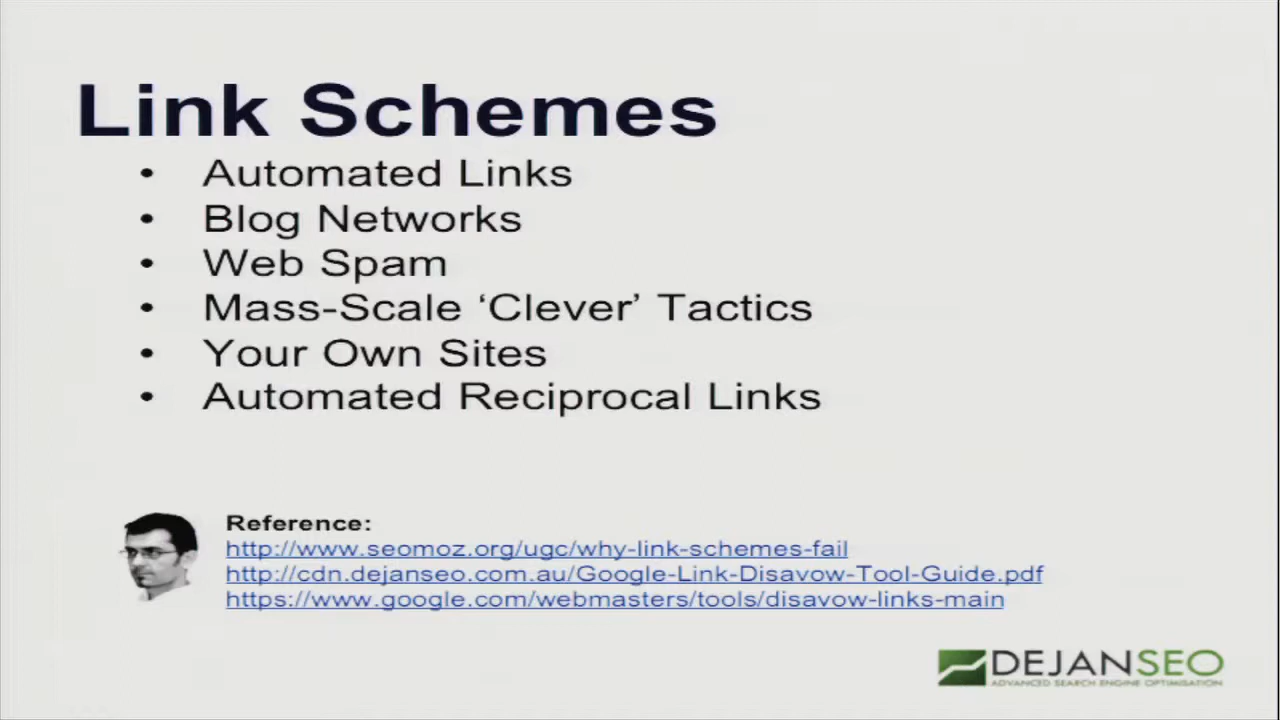 Link Schemes
• Automated Links
• Blog Networks
• Web Spam
• Mass-Scale ‘Clever’ Tactics
• Your Own Sites
• Automated Reciprocal Links
Reference:
http://www.seomoz.org/ugc/why-link-schemes-fail
http://cdn.dejanseo.com.au/Google-Link-Disavow-Tool-Guide.pdf
https://www.google.com/webmasters/tools/disavow-links-main
DEJANSEO
ADVANCED SEARCH ENGINE OPTIMISATION